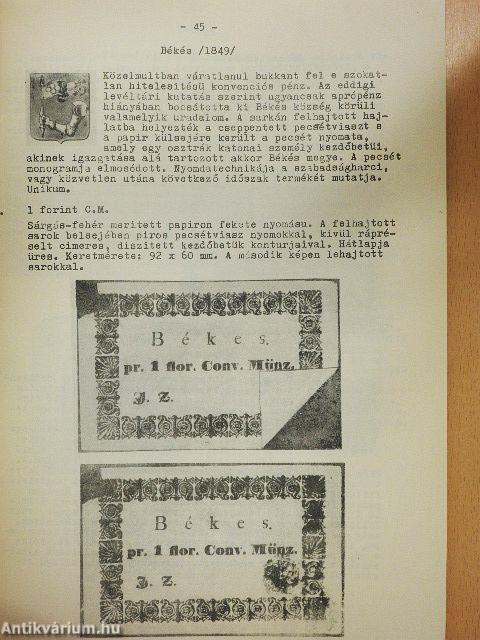 - 45 -
Békés /1849/
Közelmultban váratlanul bukkant fel e szokat-
lan hitelesitésü konvenciós pénz. Az eddigi
levéltári kutatás szerint ugyancsak aprópénz
hiányában bocsátotta ki Békés község körüli
valamelyik uradalom. A sarkán felhajtott haj-
latba helyezték a cseppentett pecsétviaszt s
a papir külsejére került a pecsét nyomata,
amely egy osztrák katonai személy kezdőbetüi,
akinek igazgatása alá tartozott akkor Békés megye. A pecsét
monogramja elmosódott. Nyomdatechnikája a szabadságharci,
vagy közvetlen utána következő időszak termékét mutatja.
Unikum.
1 forint C.M.
Sárgás-fehér meritett papiron fekete nyomásu. A felhajtott
sarok belsejében piros pecsétviasz nyomokkal, kivül rápré-
selt cimeres, diszitett kezdőbetük konturjaival. Hátlapja
üres. Keretmérete: 92 x 60 mm. A második képen lehajtott
sarokkal.
Békes.
pr. 1 flor. Conv. Münz.
J. Z.
Békes.
pr. 1 flor. Conv. Münz.
J. Z.
Antikvárium.hu